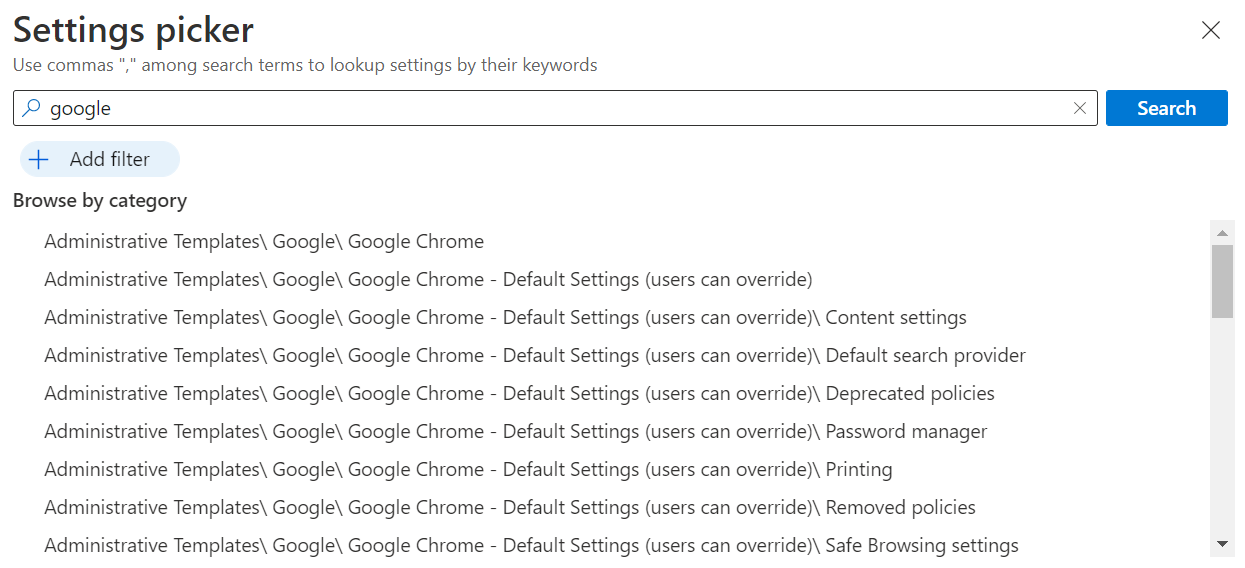 Settings picker
Use commas "," among search terms to lookup settings by their keywords
google
Search
Add filter
Browse by category
Administrative Templates\ Google\ Google Chrome
Administrative Templates\ Google\ Google Chrome - Default Settings (users can override)
Administrative Templates\ Google\ Google Chrome - Default Settings (users can override)\ Content settings
Administrative Templates\ Google\ Google Chrome - Default Settings (users can override)\ Default search provider
Administrative Templates\ Google\ Google Chrome - Default Settings (users can override)\ Deprecated policies
Administrative Templates\ Google\ Google Chrome - Default Settings (users can override)\ Password manager
Administrative Templates\ Google\ Google Chrome - Default Settings (users can override)\ Printing
Administrative Templates\ Google\ Google Chrome - Default Settings (users can override)\ Removed policies
Administrative Templates\ Google\ Google Chrome - Default Settings (users can override)\ Safe Browsing settings